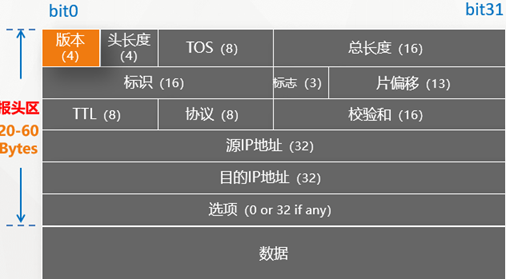 bit0
bit31
版本
(4)
头长度
(4)
TOS (8)
总长度 (16)
标识 (16)
标志 (3)
片偏移 (13)
TTL (8)
协议 (8)
校验和 (16)
报头区
20-60
Bytes
源IP地址 (32)
目的IP地址 (32)
选项 (0 or 32 if any)
数据